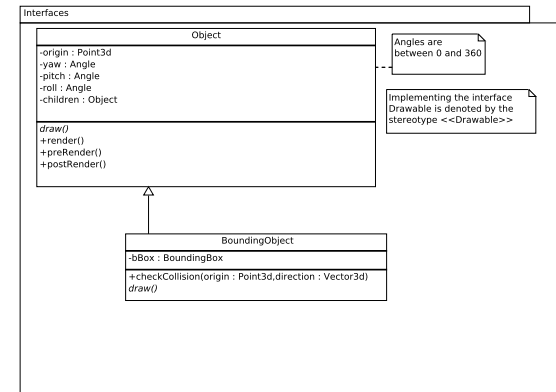 Interfaces
Object
-origin : Point3d
-yaw : Angle
-pitch : Angle
-roll : Angle
-children : Object
draw()
+render()
+preRender()
+postRender()
Angles are
between 0 and 360
Implementing the interface
Drawable is denoted by the
stereotype <<Drawable>>
BoundingObject
-bBox : BoundingBox
+checkCollision(origin : Point3d,direction : Vector3d)
draw()